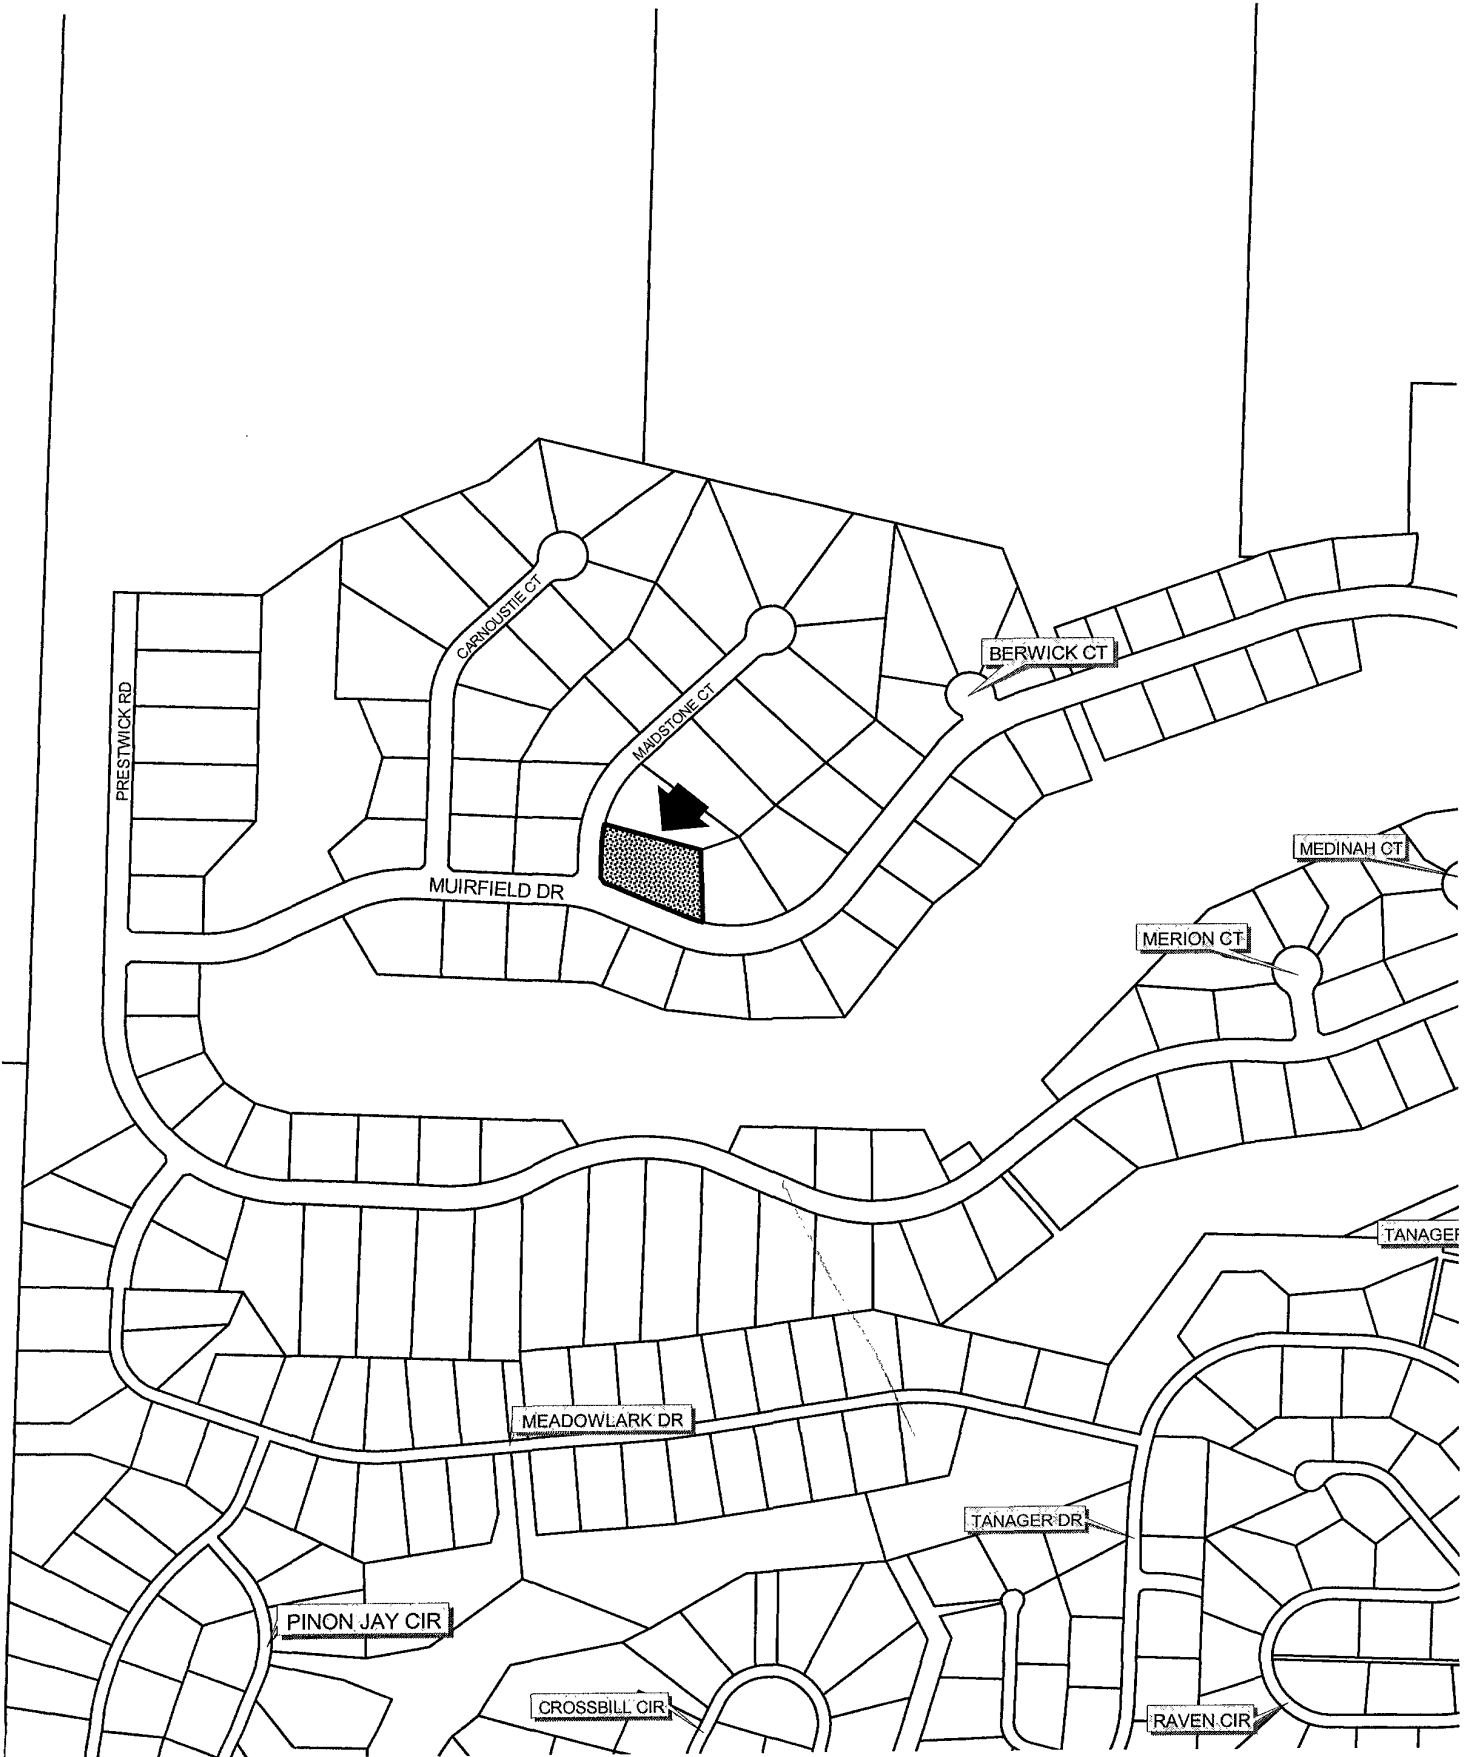 CARNOUSTIE CT
BERWICK CT
PRESTWICK RD
MAIDSTONE CT
MEDINAH CT
MUIRFIELD DR
MERION CT
TANAGER
MEADOWLARK DR
TANAGER DR
PINON JAY CIR
CROSSBILL CIR
RAVEN CIR